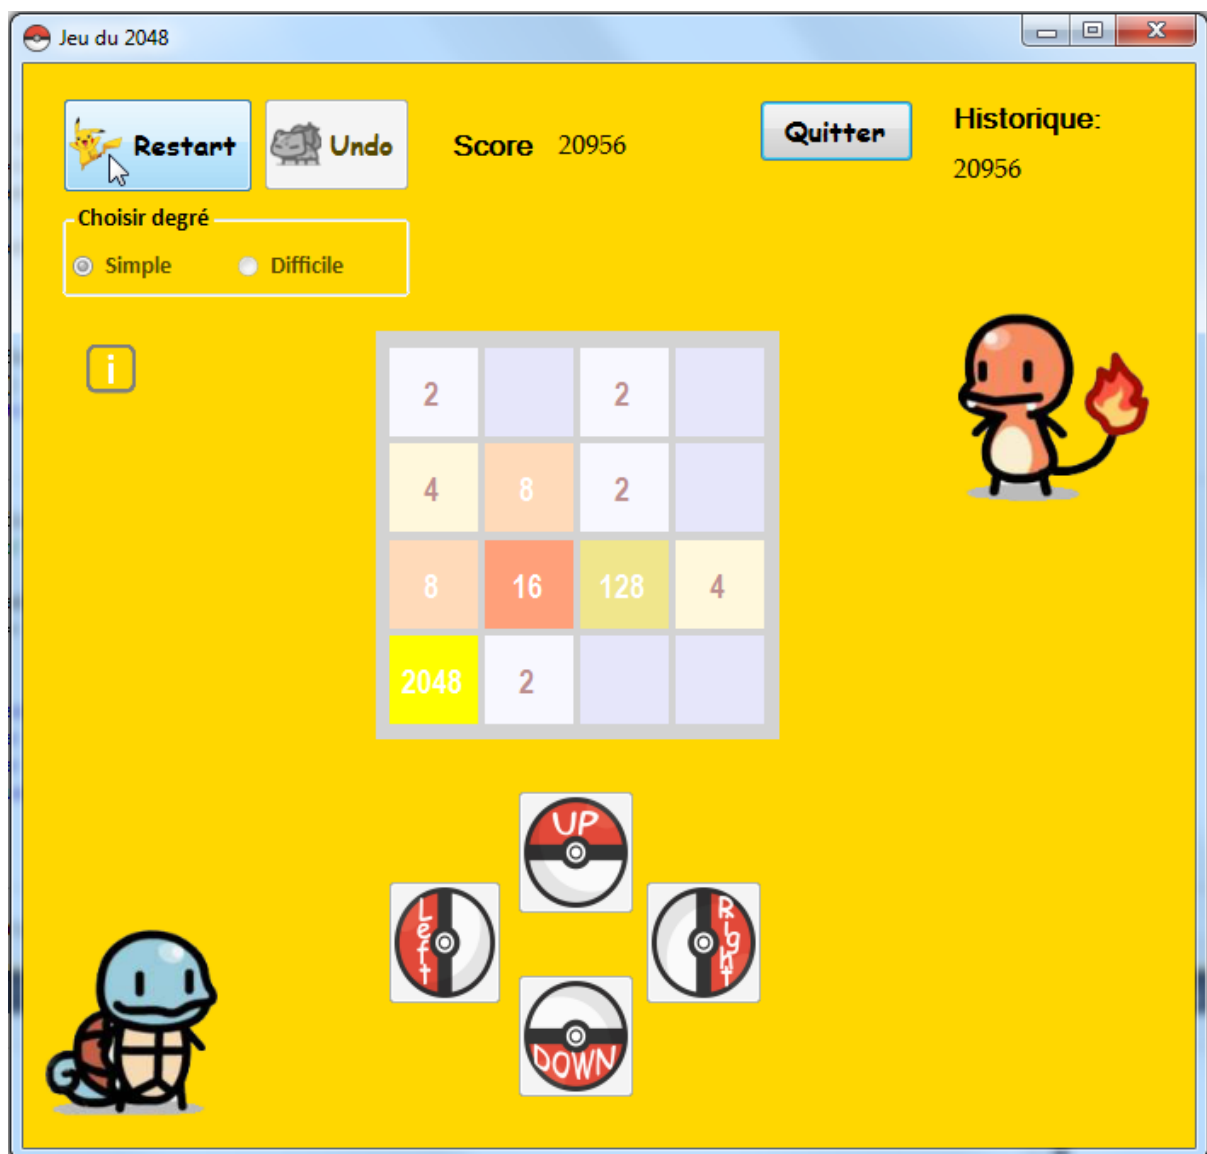 Jeu du 2048
Restart Undo Score 20956 Quitter Historique:
20956
Choisir degré
Simple Difficile
i
2 2
4 8 2
8 16 128 4
2048 2
UP
Left Right
DOWN